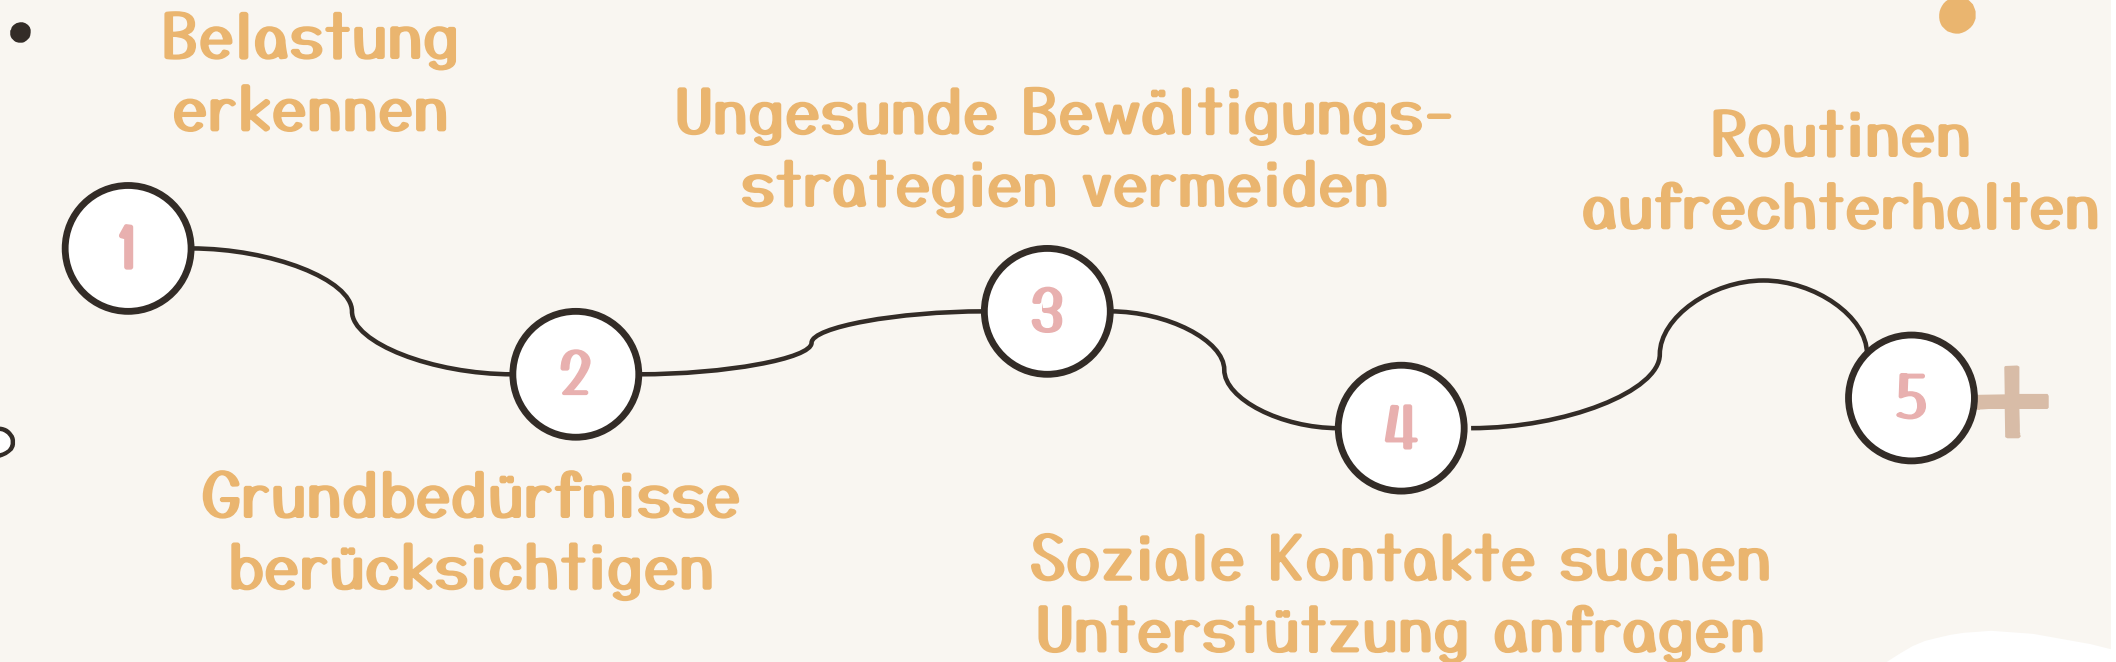 Belastung
erkennen
1
Grundbedürfnisse
berücksichtigen
2
Ungesunde Bewältigungs-
strategien vermeiden
3
Soziale Kontakte suchen
Unterstützung anfragen
4
Routinen
aufrechterhalten
5+